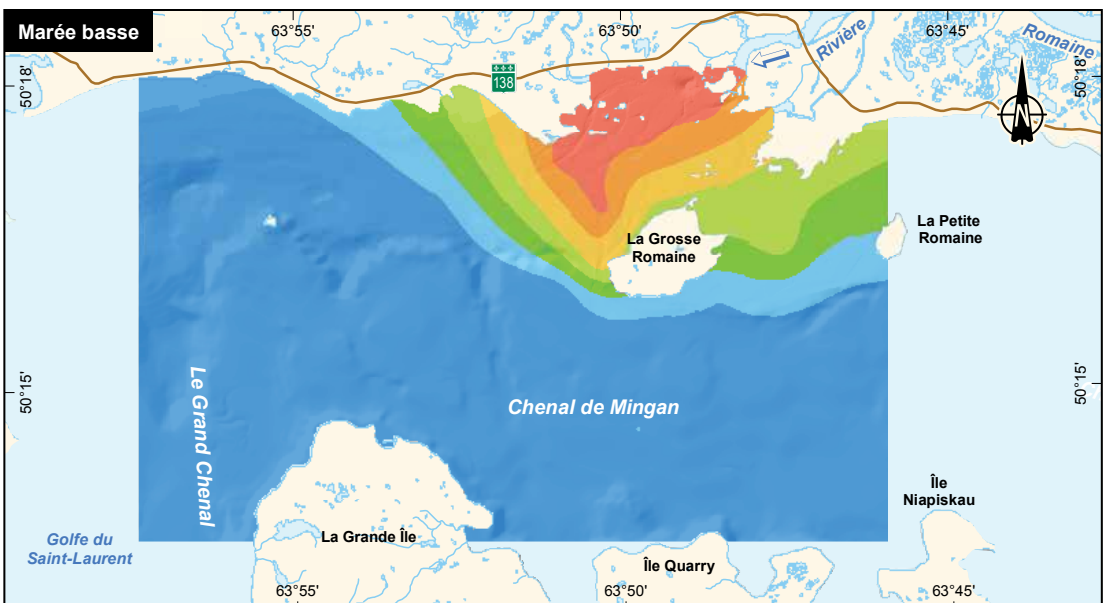 Marée basse
63°55'
63°50'
63°45'
Rivière
Romaine
138
50°18'
50°18'
N
La Petite
Romaine
La Grosse
Romaine
50°15'
50°15'
Le Grand Chenal
Chenal de Mingan
Île
Niapiskau
Golfe du
Saint-Laurent
La Grande Île
Île Quarry
63°55'
63°50'
63°45'